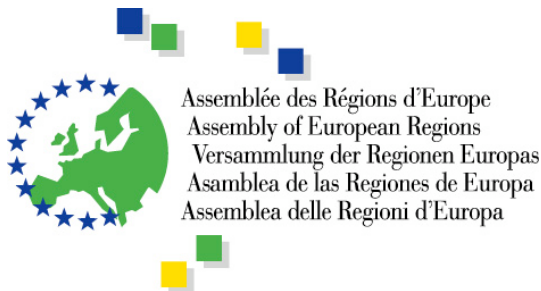 Assemblée des Régions d'Europe
Assembly of European Regions
Versammlung der Regionen Europas
Asamblea de las Regiones de Europa
Assemblea delle Regioni d'Europa